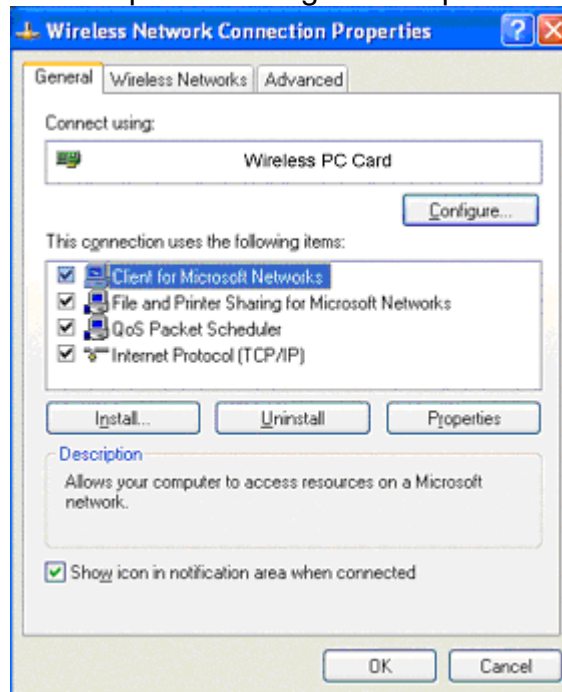 Wireless Network Connection Properties
General Wireless Networks Advanced
Connect using:
Wireless PC Card
Configure...
This connection uses the following items:
Client for Microsoft Networks
File and Printer Sharing for Microsoft Networks
QoS Packet Scheduler
Internet Protocol (TCP/IP)
Install... Uninstall Properties
Description
Allows your computer to access resources on a Microsoft
network.
Show icon in notification area when connected
OK Cancel